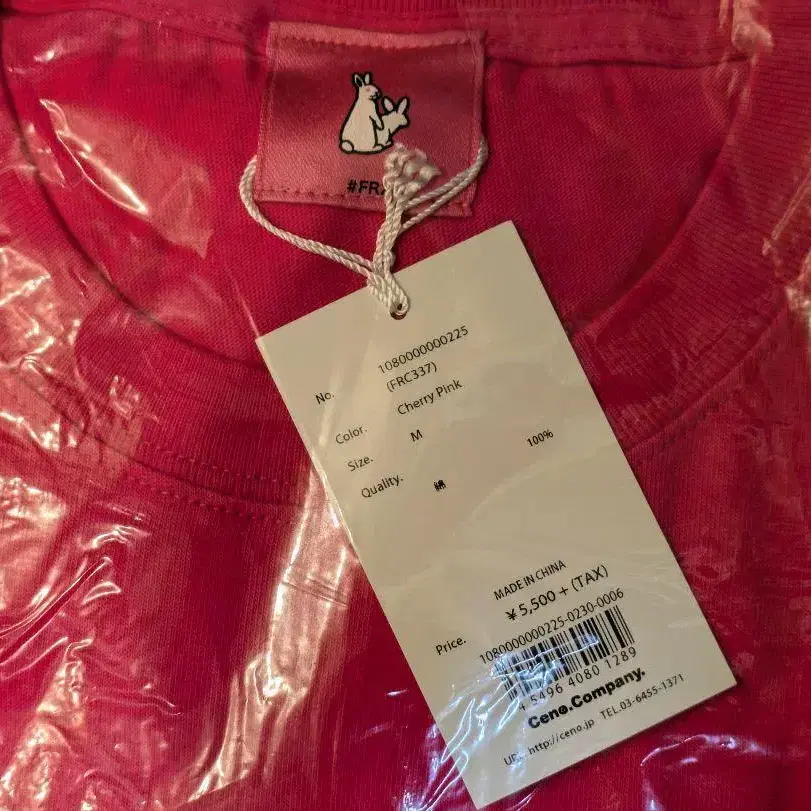 #FR
No. 1080000000225
(FRC337)
Color. Cherry Pink
Size. M
Quality. 綿 100%
MADE IN CHINA
Price. ¥5,500 + (TAX)
1080000000225-0230-0006
5496 4080 1289
Ceno.Company.
http://ceno.jp TEL.03-6455-1371